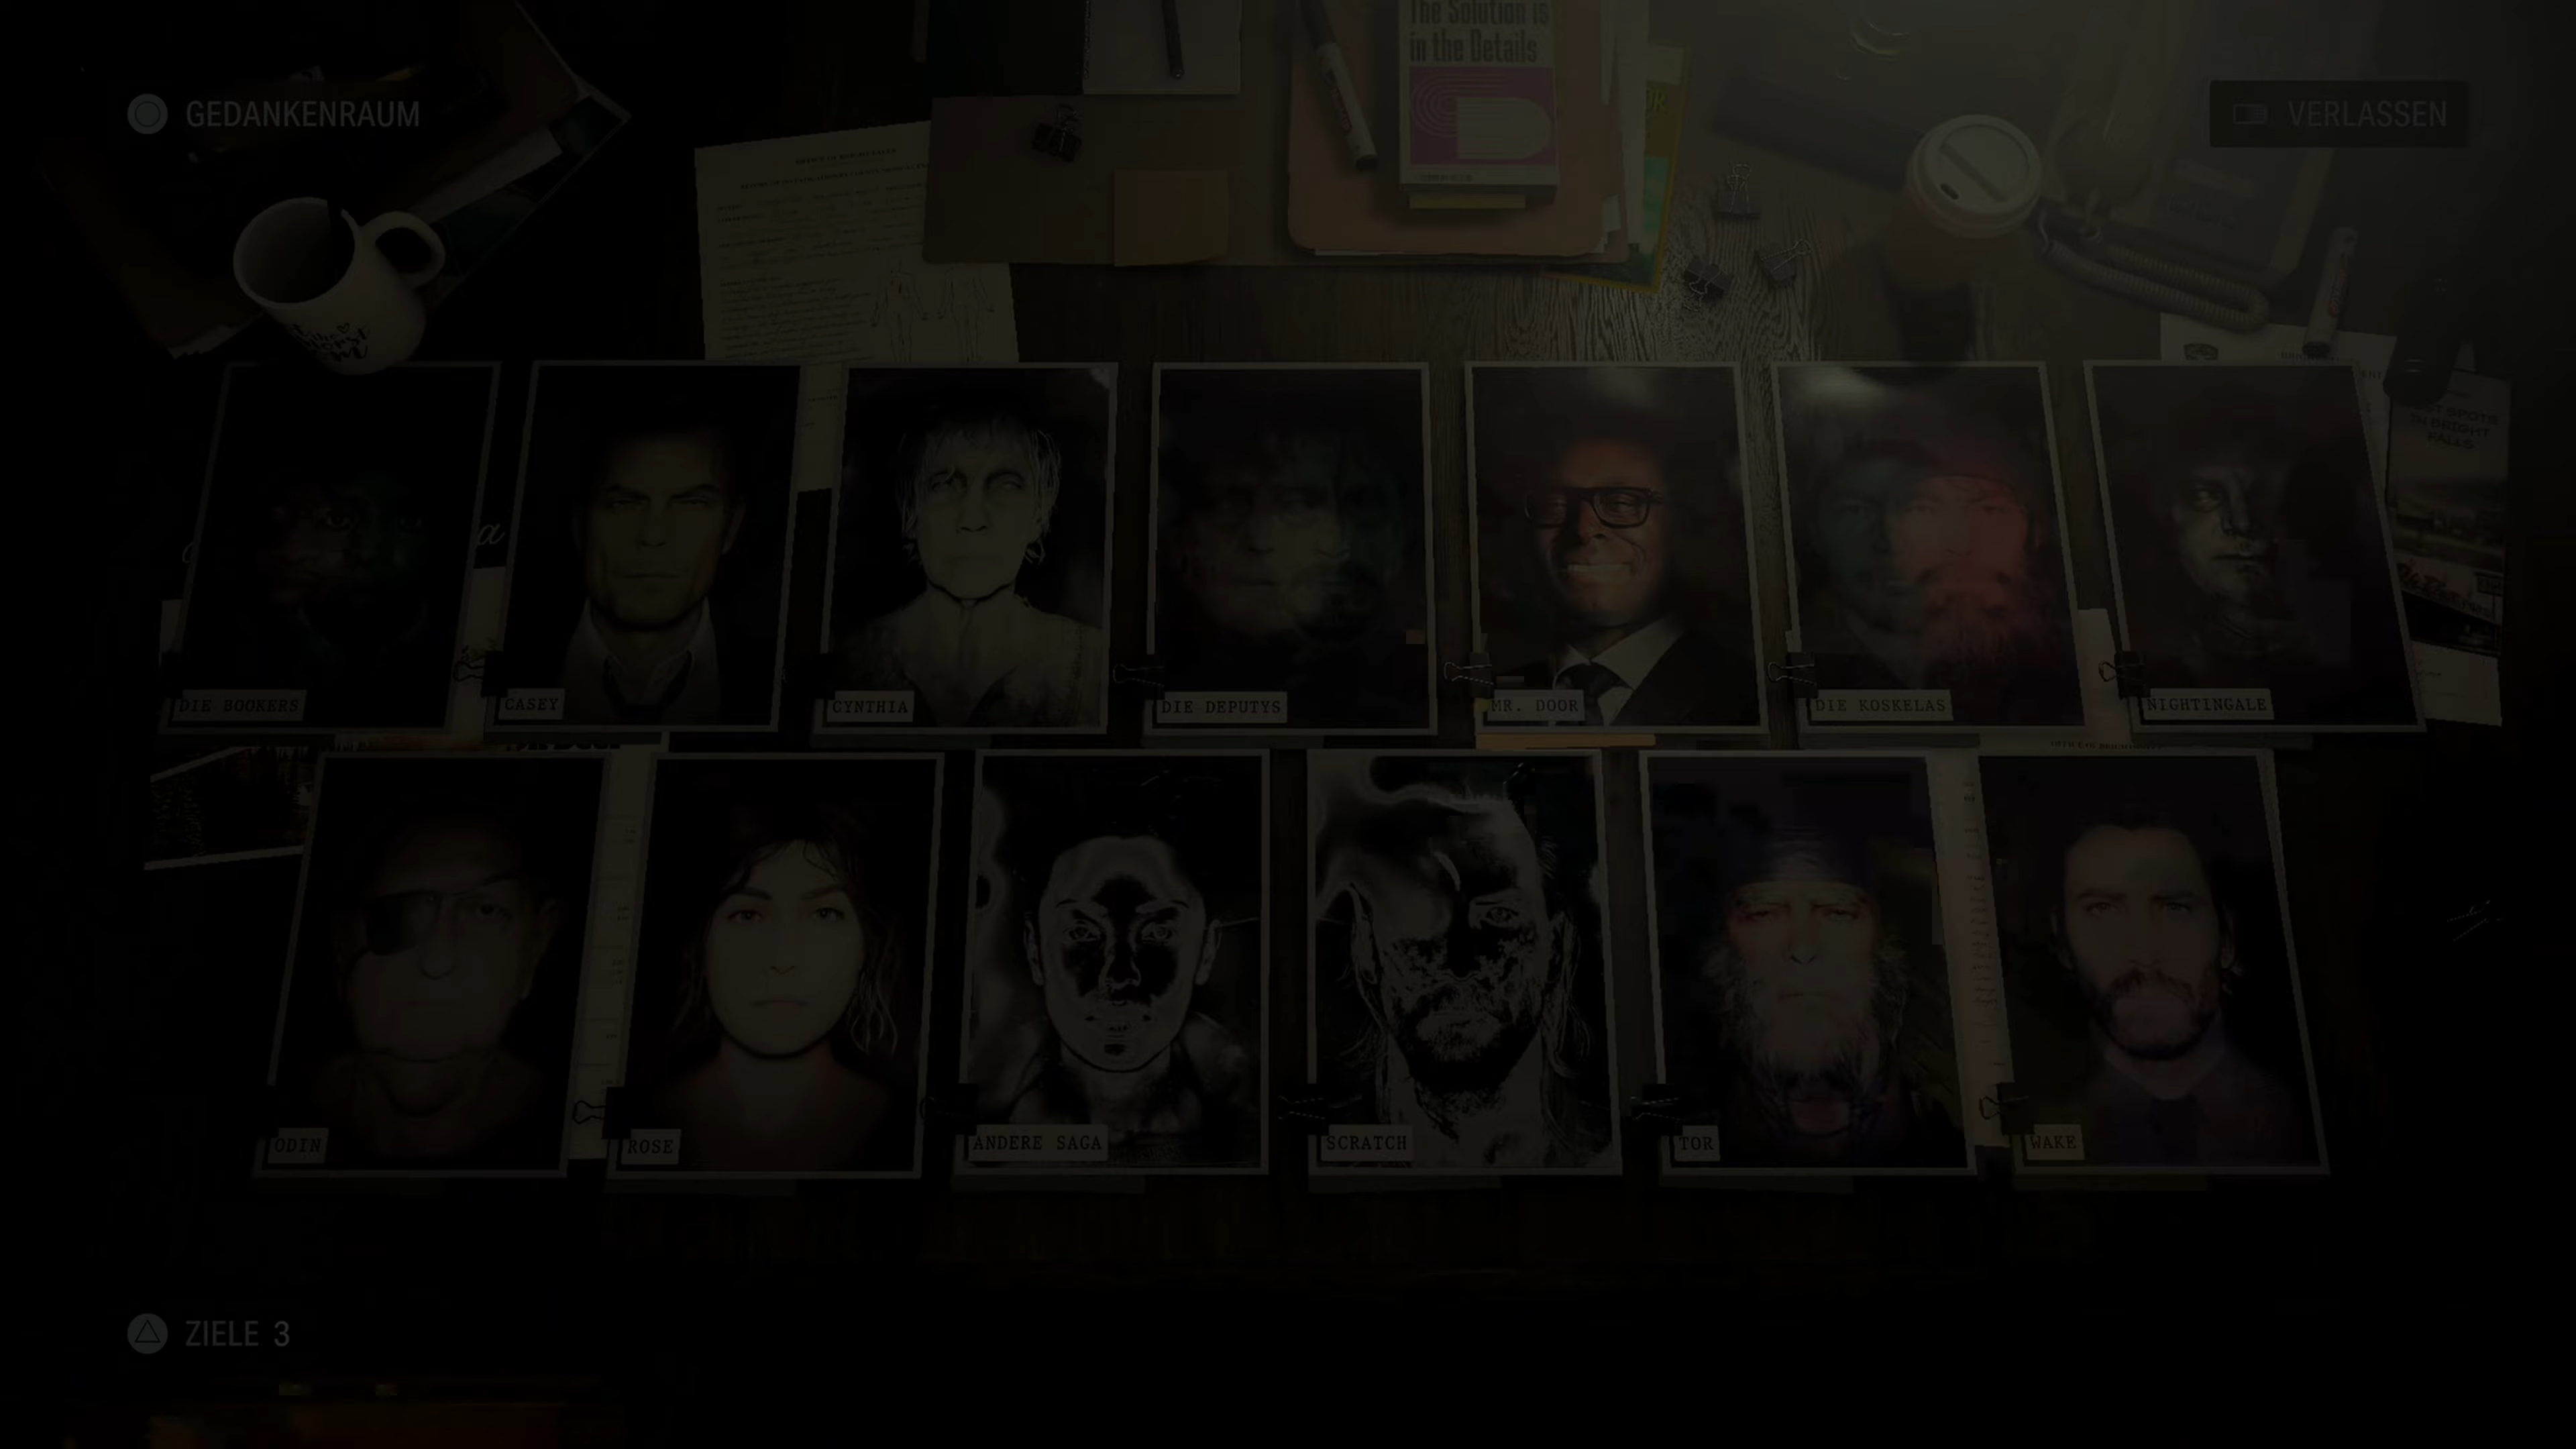 The Solution is
in the Details
GEDANKENRAUM
VERLASSEN
DIE BOOKERS
CASEY
CYNTHIA
DIE DEPUTYS
MR. DOOR
DIE KOSKELAS
NIGHTINGALE
ODIN
ROSE
ANDERE SAGA
SCRATCH
TOR
WAKE
ZIELE 3